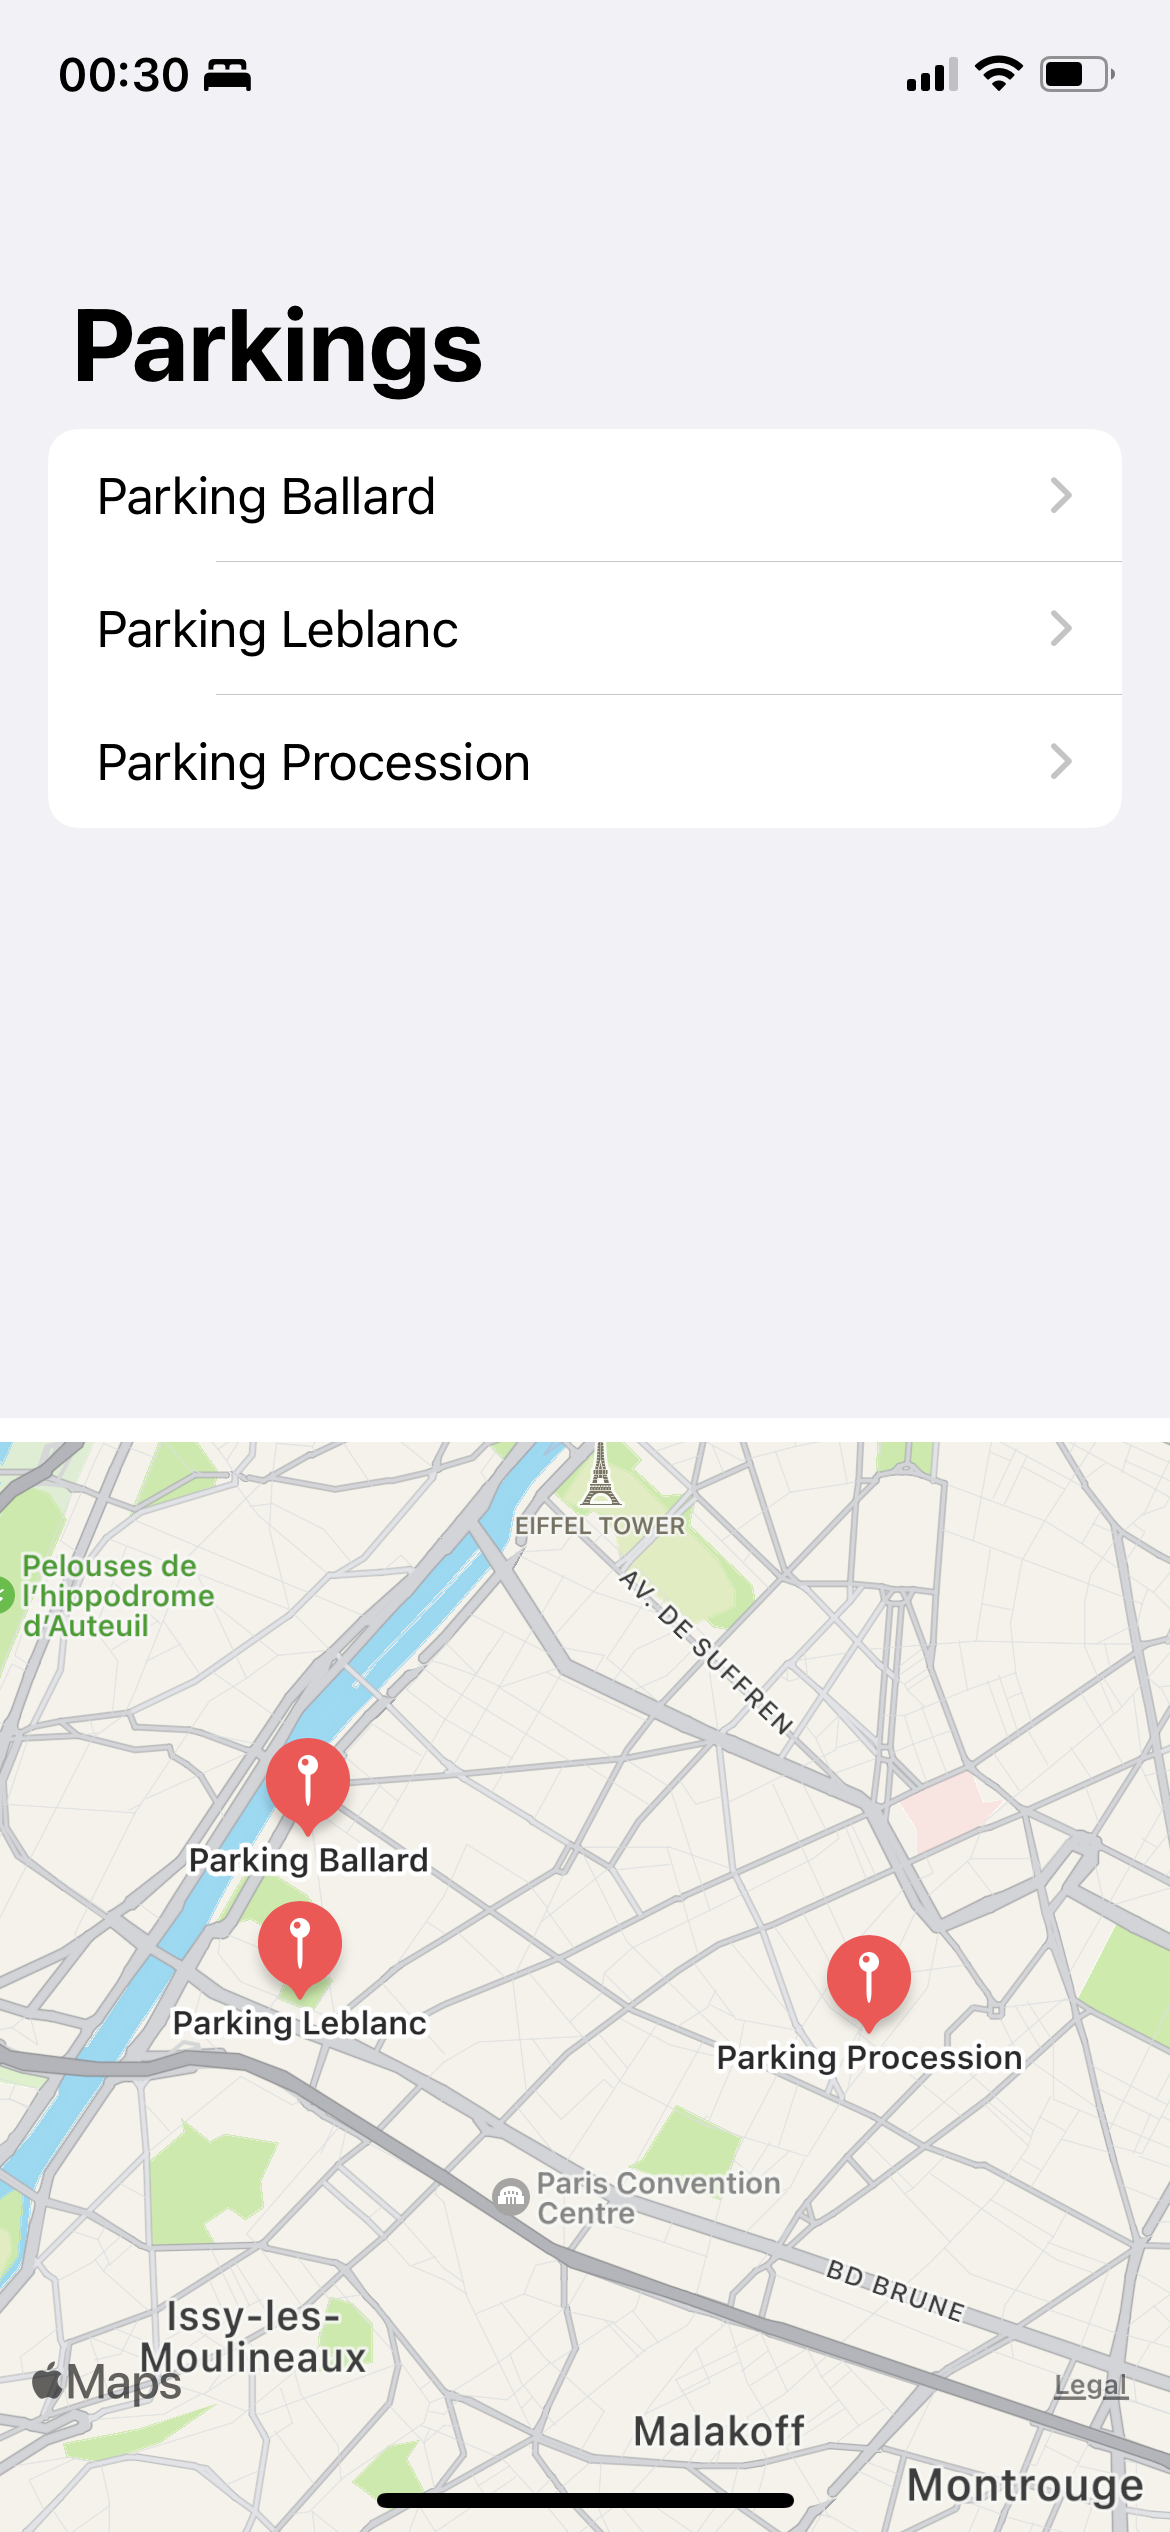 00:30
Parkings
Parking Ballard
Parking Leblanc
Parking Procession
EIFFEL TOWER
Pelouses de
l'hippodrome
d'Auteuil
AV. DE SUFFREN
Parking Ballard
Parking Leblanc
Parking Procession
Paris Convention
Centre
BD BRUNE
Issy-les-
Moulineaux
Maps
Legal
Malakoff
Montrouge